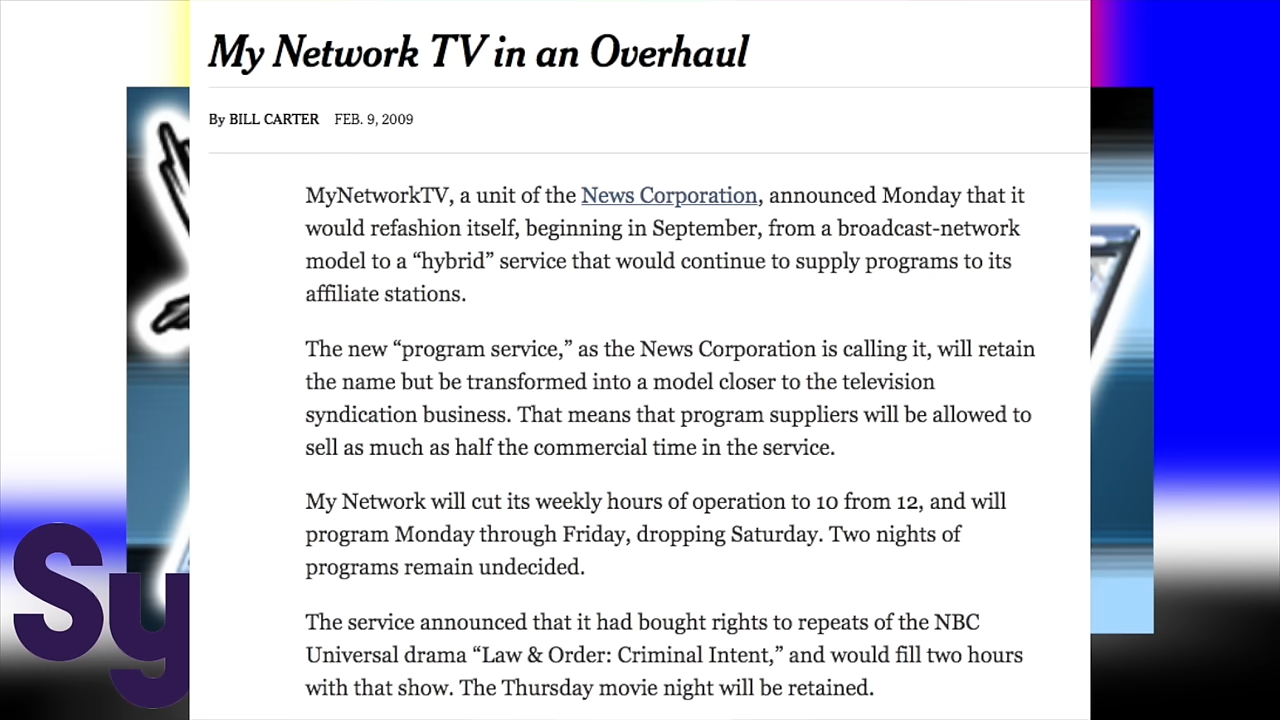 My Network TV in an Overhaul
By BILL CARTER FEB. 9, 2009
MyNetworkTV, a unit of the News Corporation, announced Monday that it
would refashion itself, beginning in September, from a broadcast-network
model to a “hybrid” service that would continue to supply programs to its
affiliate stations.
The new “program service,” as the News Corporation is calling it, will retain
the name but be transformed into a model closer to the television
syndication business. That means that program suppliers will be allowed to
sell as much as half the commercial time in the service.
My Network will cut its weekly hours of operation to 10 from 12, and will
program Monday through Friday, dropping Saturday. Two nights of
programs remain undecided.
The service announced that it had bought rights to repeats of the NBC
Universal drama “Law & Order: Criminal Intent,” and would fill two hours
with that show. The Thursday movie night will be retained.
Sy